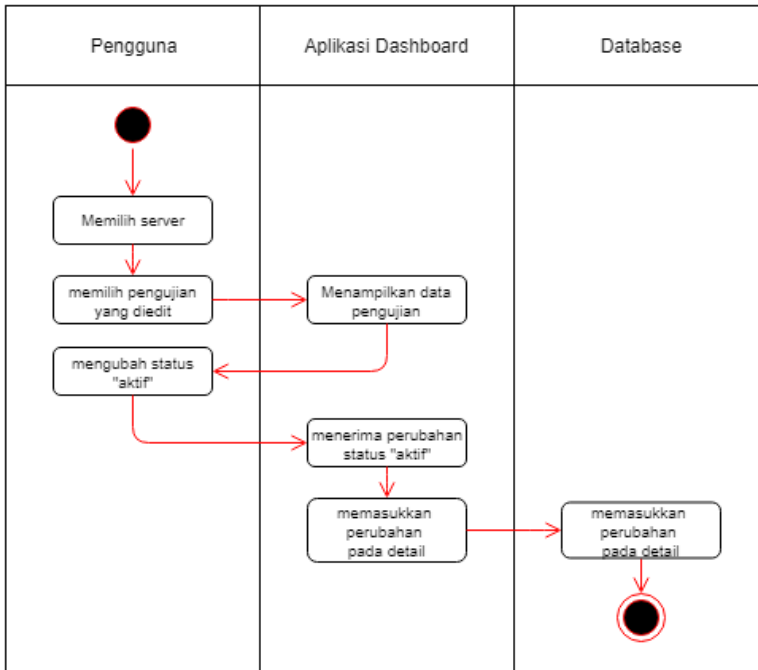 Pengguna
Aplikasi Dashboard
Database
Memilih server
memilih pengujian
yang diedit
Menampilkan data
pengujian
mengubah status
"aktif"
menerima perubahan
status "aktif"
memasukkan
perubahan
pada detail
memasukkan
perubahan
pada detail